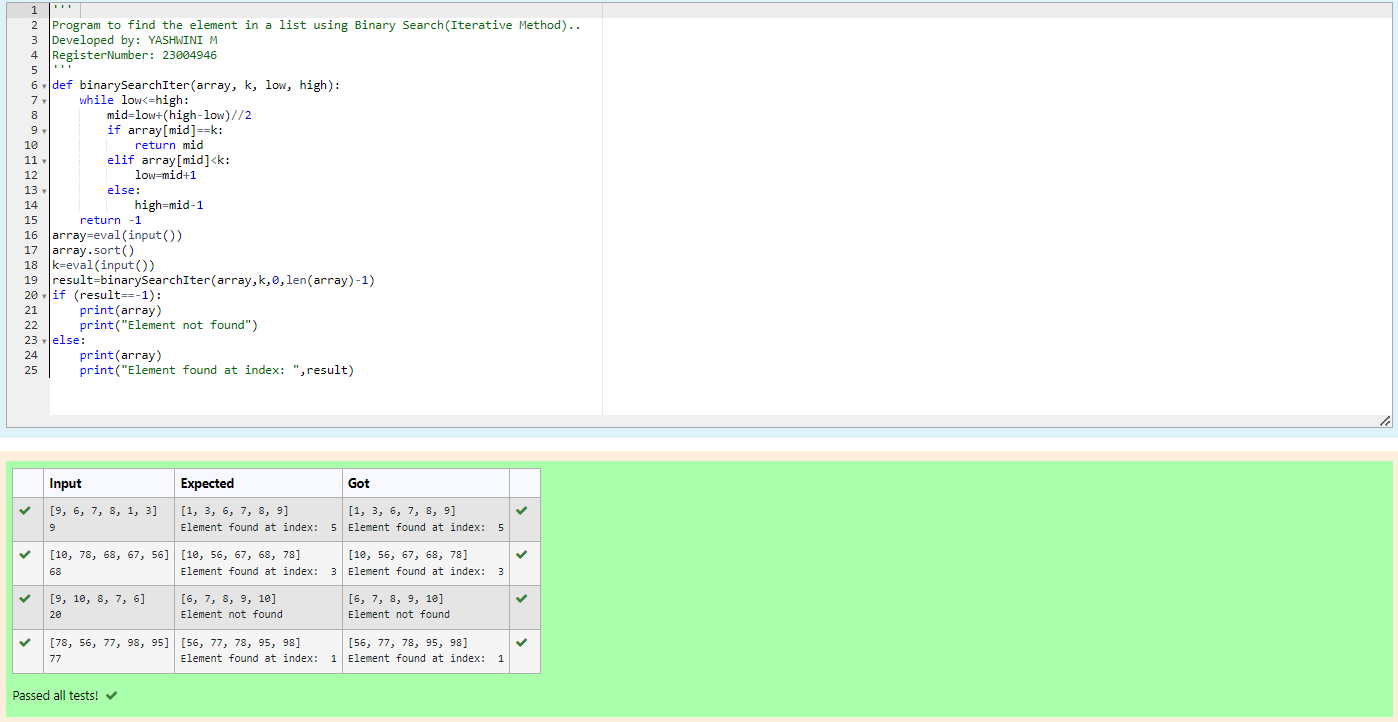 1 '''
2 Program to find the element in a list using Binary Search(Iterative Method)..
3 Developed by: YASHWINI M
4 RegisterNumber: 23004946
5 '''
6 def binarySearchIter(array, k, low, high):
7     while low<=high:
8         mid=low+(high-low)//2
9         if array[mid]==k:
10             return mid
11         elif array[mid]<k:
12             low=mid+1
13         else:
14             high=mid-1
15     return -1
16 array=eval(input())
17 array.sort()
18 k=eval(input())
19 result=binarySearchIter(array,k,0,len(array)-1)
20 if (result==-1):
21     print(array)
22     print("Element not found")
23 else:
24     print(array)
25     print("Element found at index: ",result)
Input Expected Got
[9, 6, 7, 8, 1, 3] [1, 3, 6, 7, 8, 9] [1, 3, 6, 7, 8, 9]
9 Element found at index:  5 Element found at index:  5
[10, 78, 68, 67, 56] [10, 56, 67, 68, 78] [10, 56, 67, 68, 78]
68 Element found at index:  3 Element found at index:  3
[9, 10, 8, 7, 6] [6, 7, 8, 9, 10] [6, 7, 8, 9, 10]
20 Element not found Element not found
[78, 56, 77, 98, 95] [56, 77, 78, 95, 98] [56, 77, 78, 95, 98]
77 Element found at index:  1 Element found at index:  1
Passed all tests!